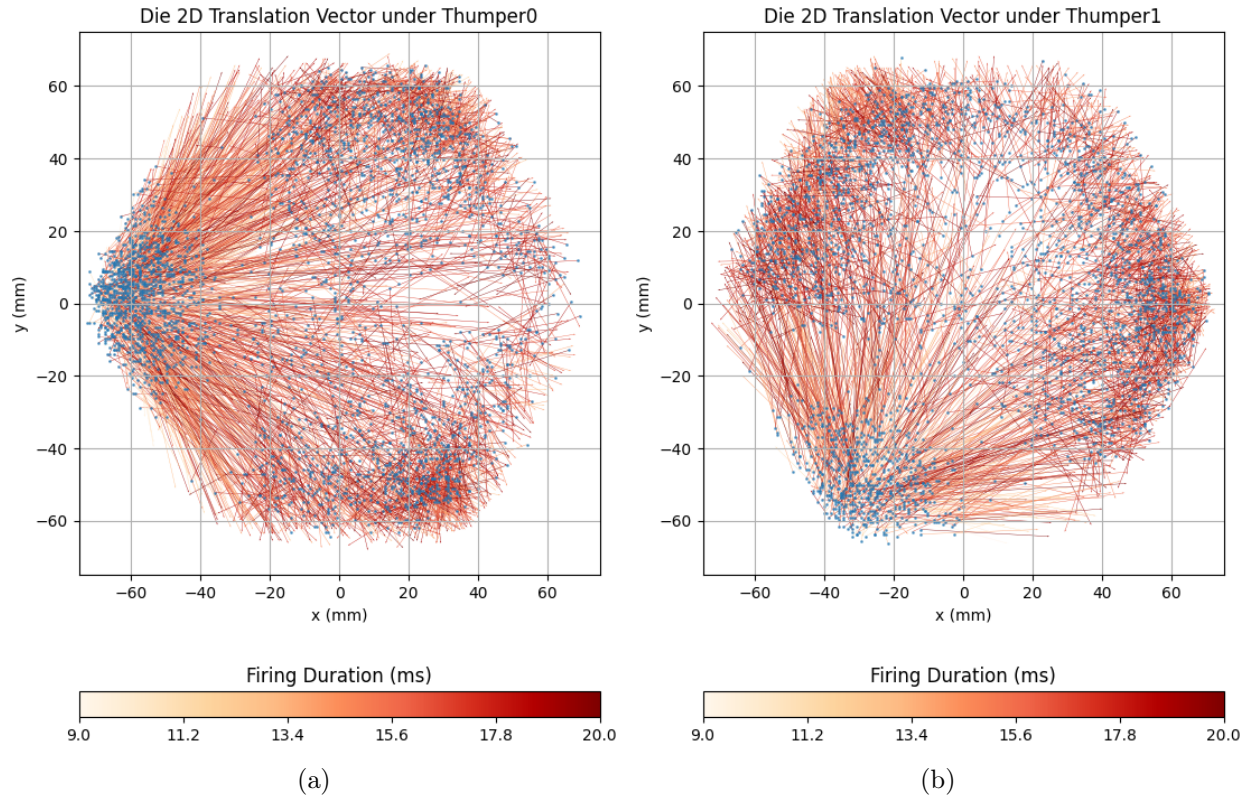 Die 2D Translation Vector under Thumper0
60
40
20
0
−20
−40
−60
y (mm)
−60 −40 −20 0 20 40 60
x (mm)
Firing Duration (ms)
9.0 11.2 13.4 15.6 17.8 20.0
(a)
Die 2D Translation Vector under Thumper1
60
40
20
0
−20
−40
−60
y (mm)
−60 −40 −20 0 20 40 60
x (mm)
Firing Duration (ms)
9.0 11.2 13.4 15.6 17.8 20.0
(b)